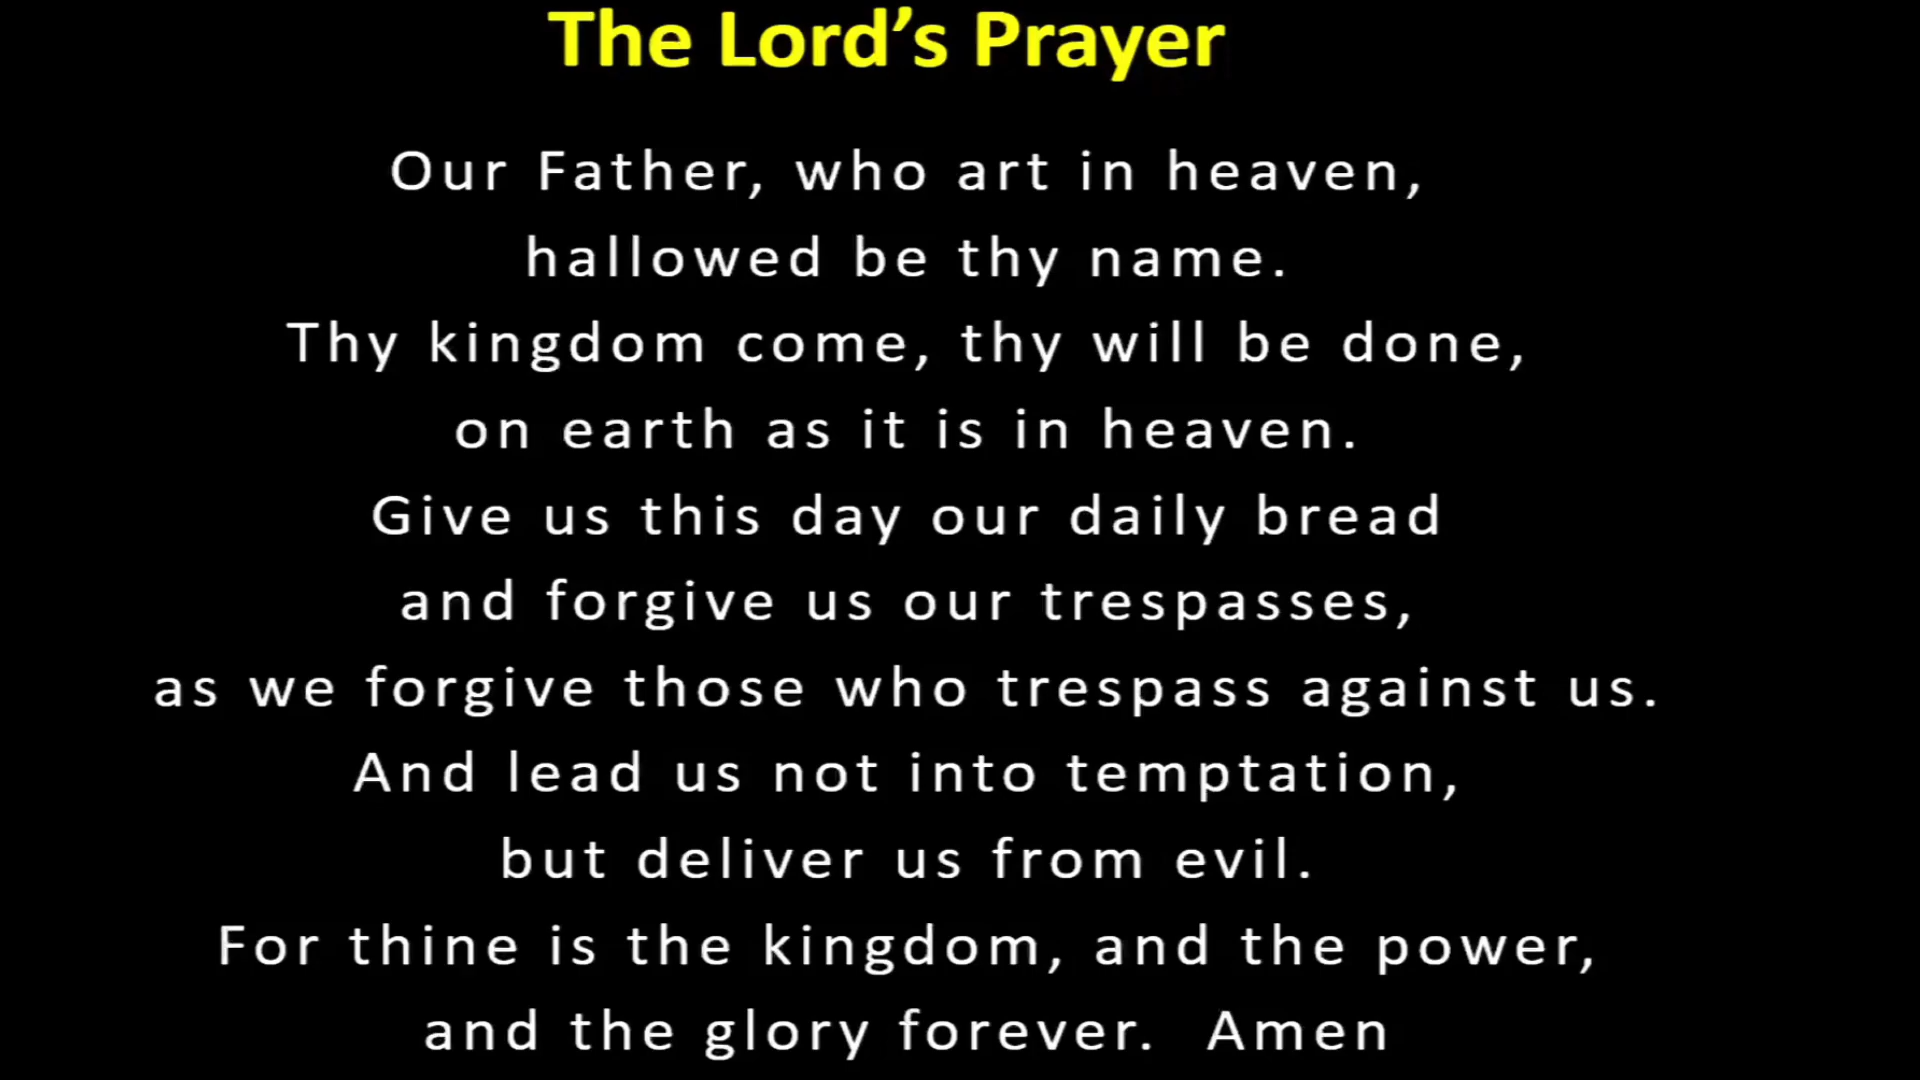 The Lord’s Prayer
Our Father, who art in heaven,
hallowed be thy name.
Thy kingdom come, thy will be done,
on earth as it is in heaven.
Give us this day our daily bread
and forgive us our trespasses,
as we forgive those who trespass against us.
And lead us not into temptation,
but deliver us from evil.
For thine is the kingdom, and the power,
and the glory forever.  Amen